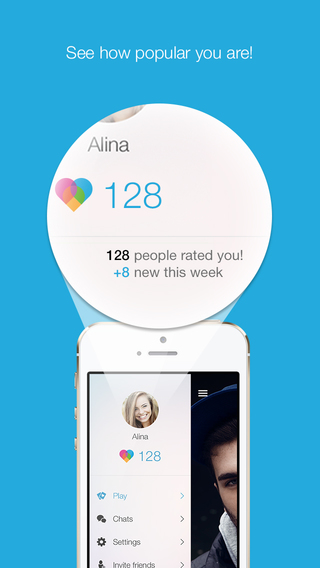 See how popular you are!
Alina
128
128 people rated you!
+8 new this week
Alina
128
Play
Chats
Settings
Invite friends